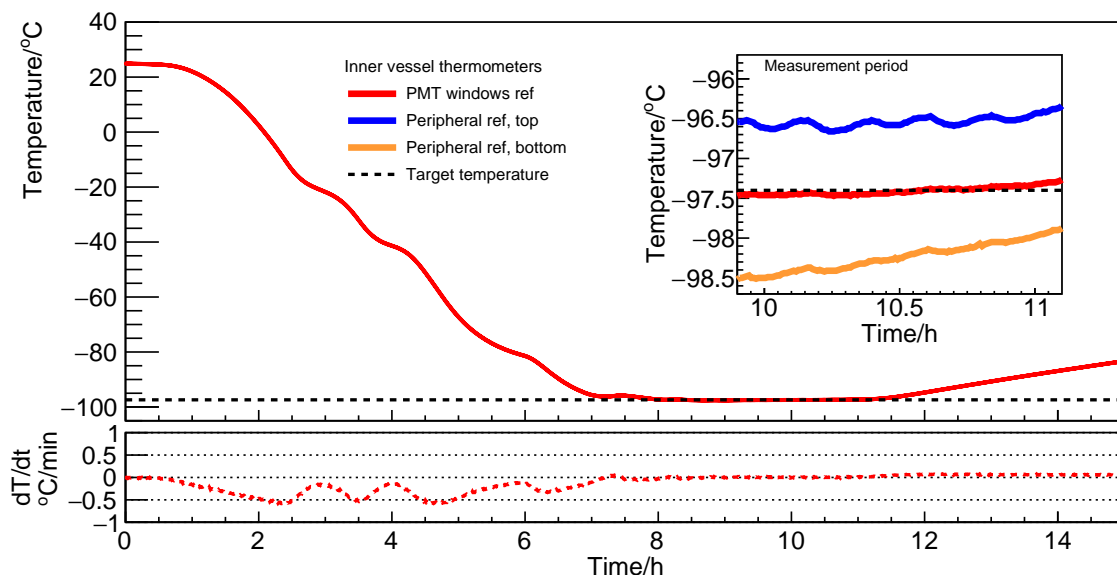 Temperature/°C
40
20
0
−20
−40
−60
−80
−100
Inner vessel thermometers
PMT windows ref
Peripheral ref, top
Peripheral ref, bottom
Target temperature
Measurement period
Temperature/°C
−96
−96.5
−97
−97.5
−98
−98.5
10
10.5
11
Time/h
dT/dt
°C/min
1
0.5
0
−0.5
−1
0
2
4
6
8
10
12
14
Time/h